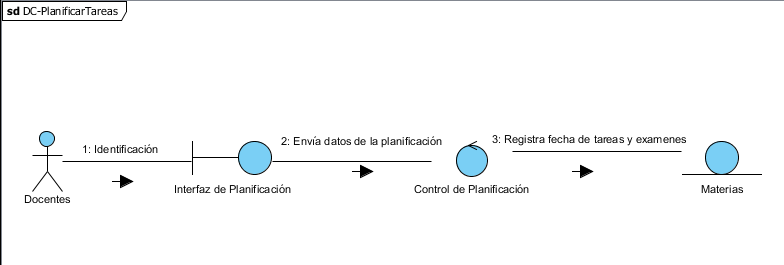 sd DC-PlanificarTareas
1: Identificación
2: Envía datos de la planificación
3: Registra fecha de tareas y examenes
Docentes
Interfaz de Planificación
Control de Planificación
Materias